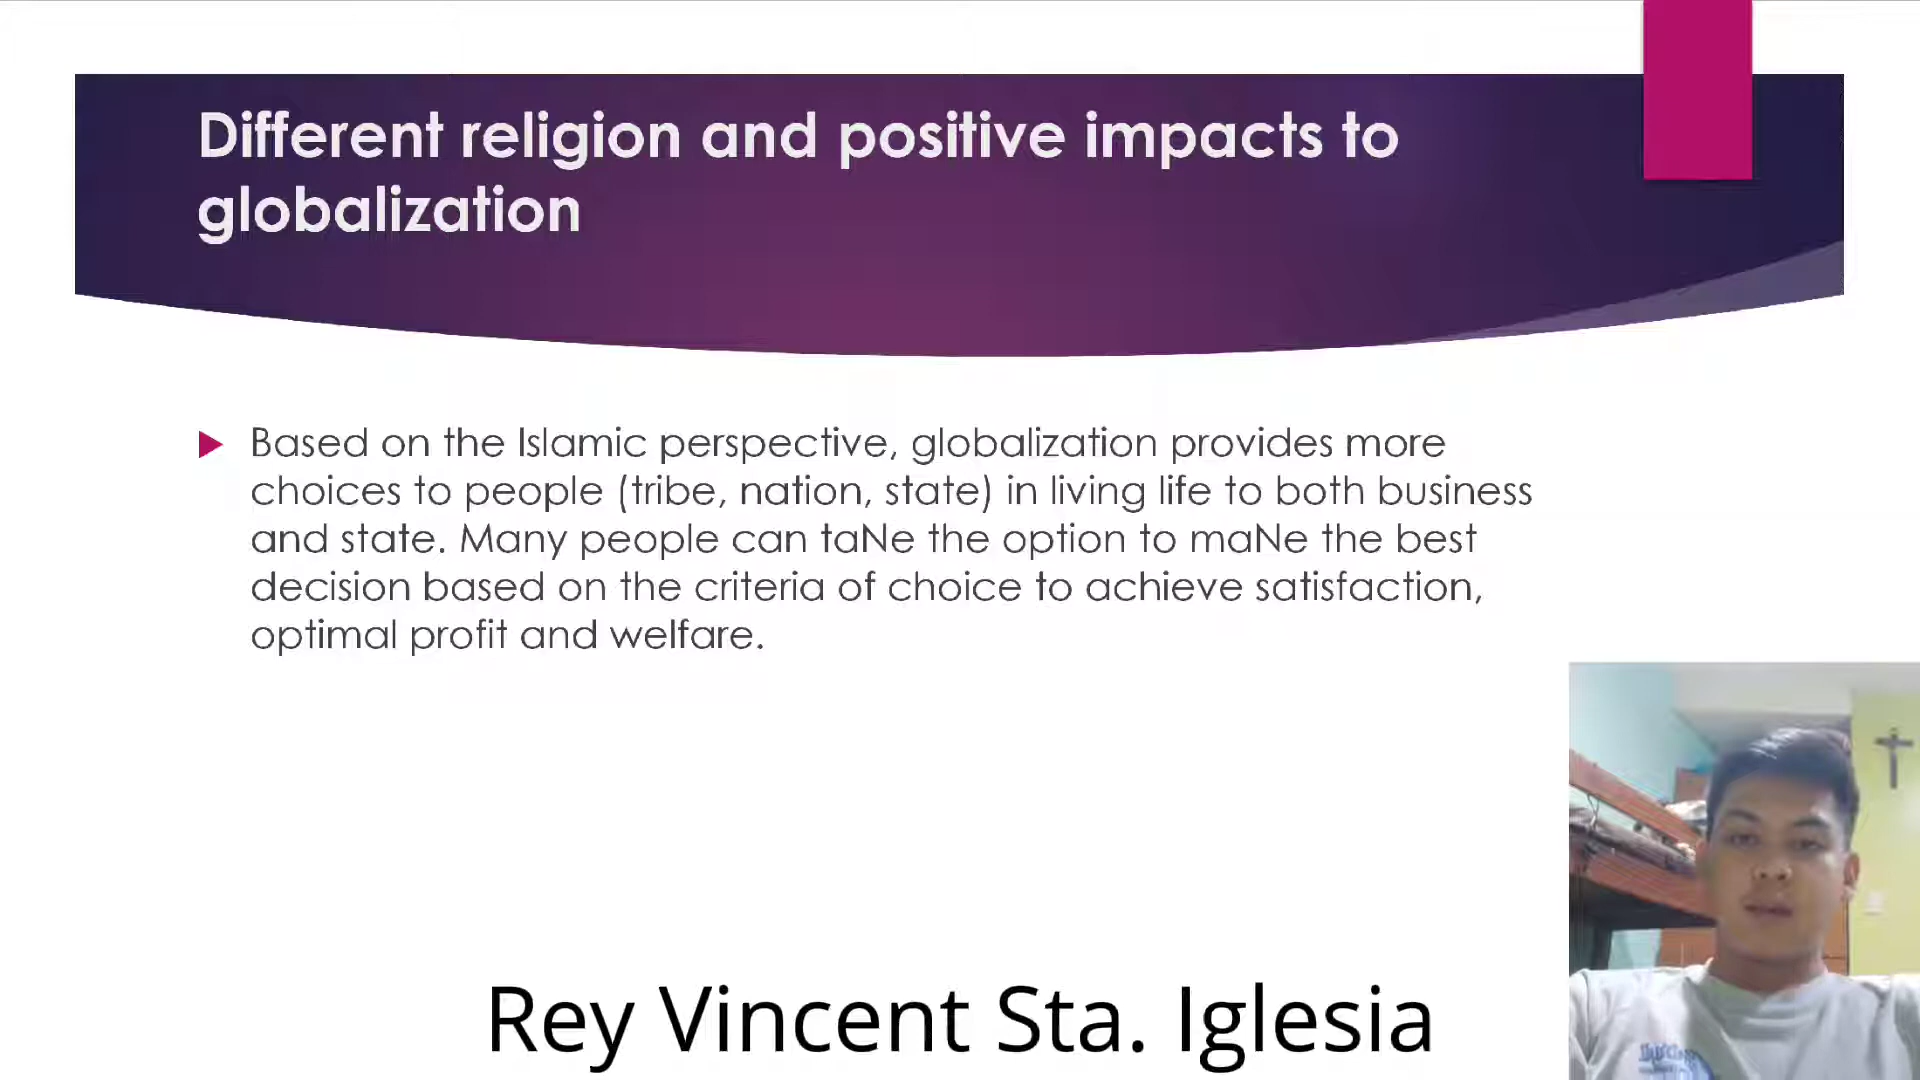 Different religion and positive impacts to
globalization
Based on the Islamic perspective, globalization provides more
choices to people (tribe, nation, state) in living life to both business
and state. Many people can taNe the option to maNe the best
decision based on the criteria of choice to achieve satisfaction,
optimal profit and welfare.
Rey Vincent Sta. Iglesia